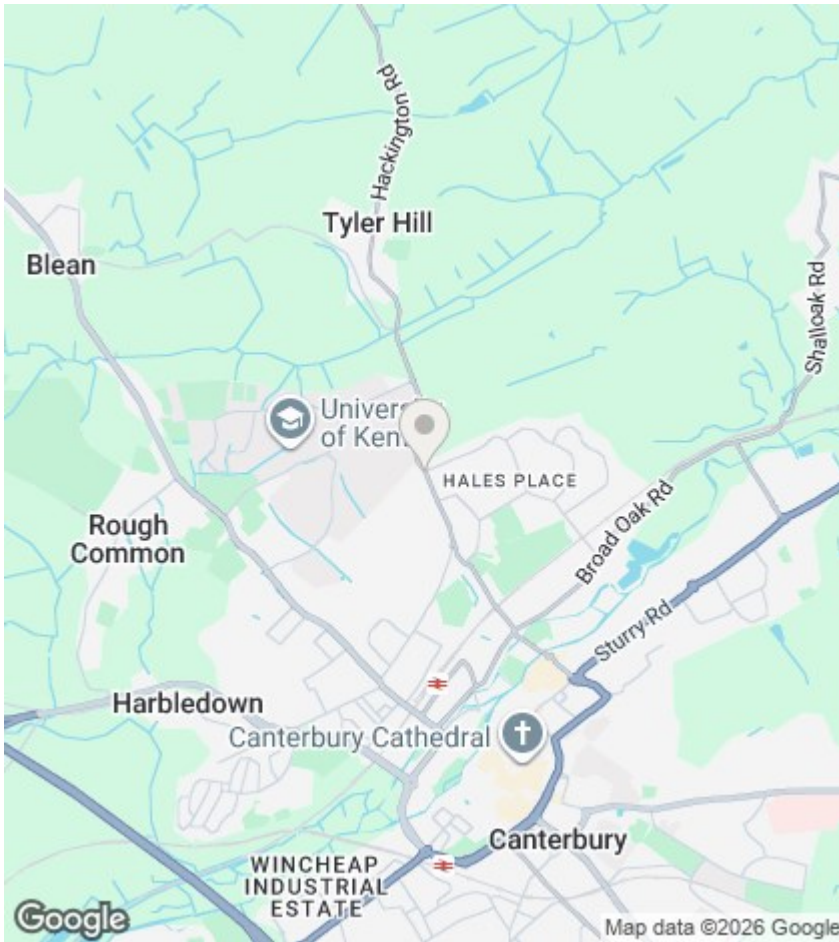 Hackington Rd
Tyler Hill
Blean
Shalloak Rd
University
of Kent
HALES PLACE
Rough
Common
Broad Oak Rd
Sturry Rd
Harbledown
Canterbury Cathedral
Canterbury
WINCHEAP
INDUSTRIAL
ESTATE
Google
Map data ©2026 Google